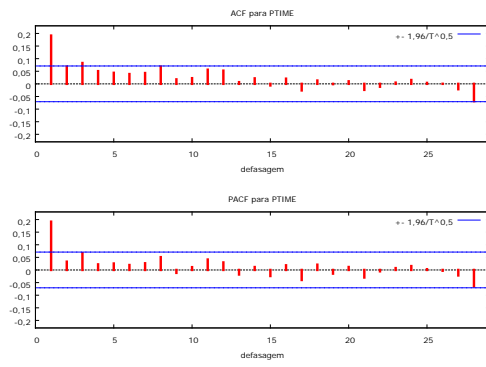 ACF para PTIME
+- 1,96/T^0,5
0,2
0,15
0,1
0,05
0
-0,05
-0,1
-0,15
-0,2
0 5 10 15 20 25
defasagem
PACF para PTIME
+- 1,96/T^0,5
0,2
0,15
0,1
0,05
0
-0,05
-0,1
-0,15
-0,2
0 5 10 15 20 25
defasagem